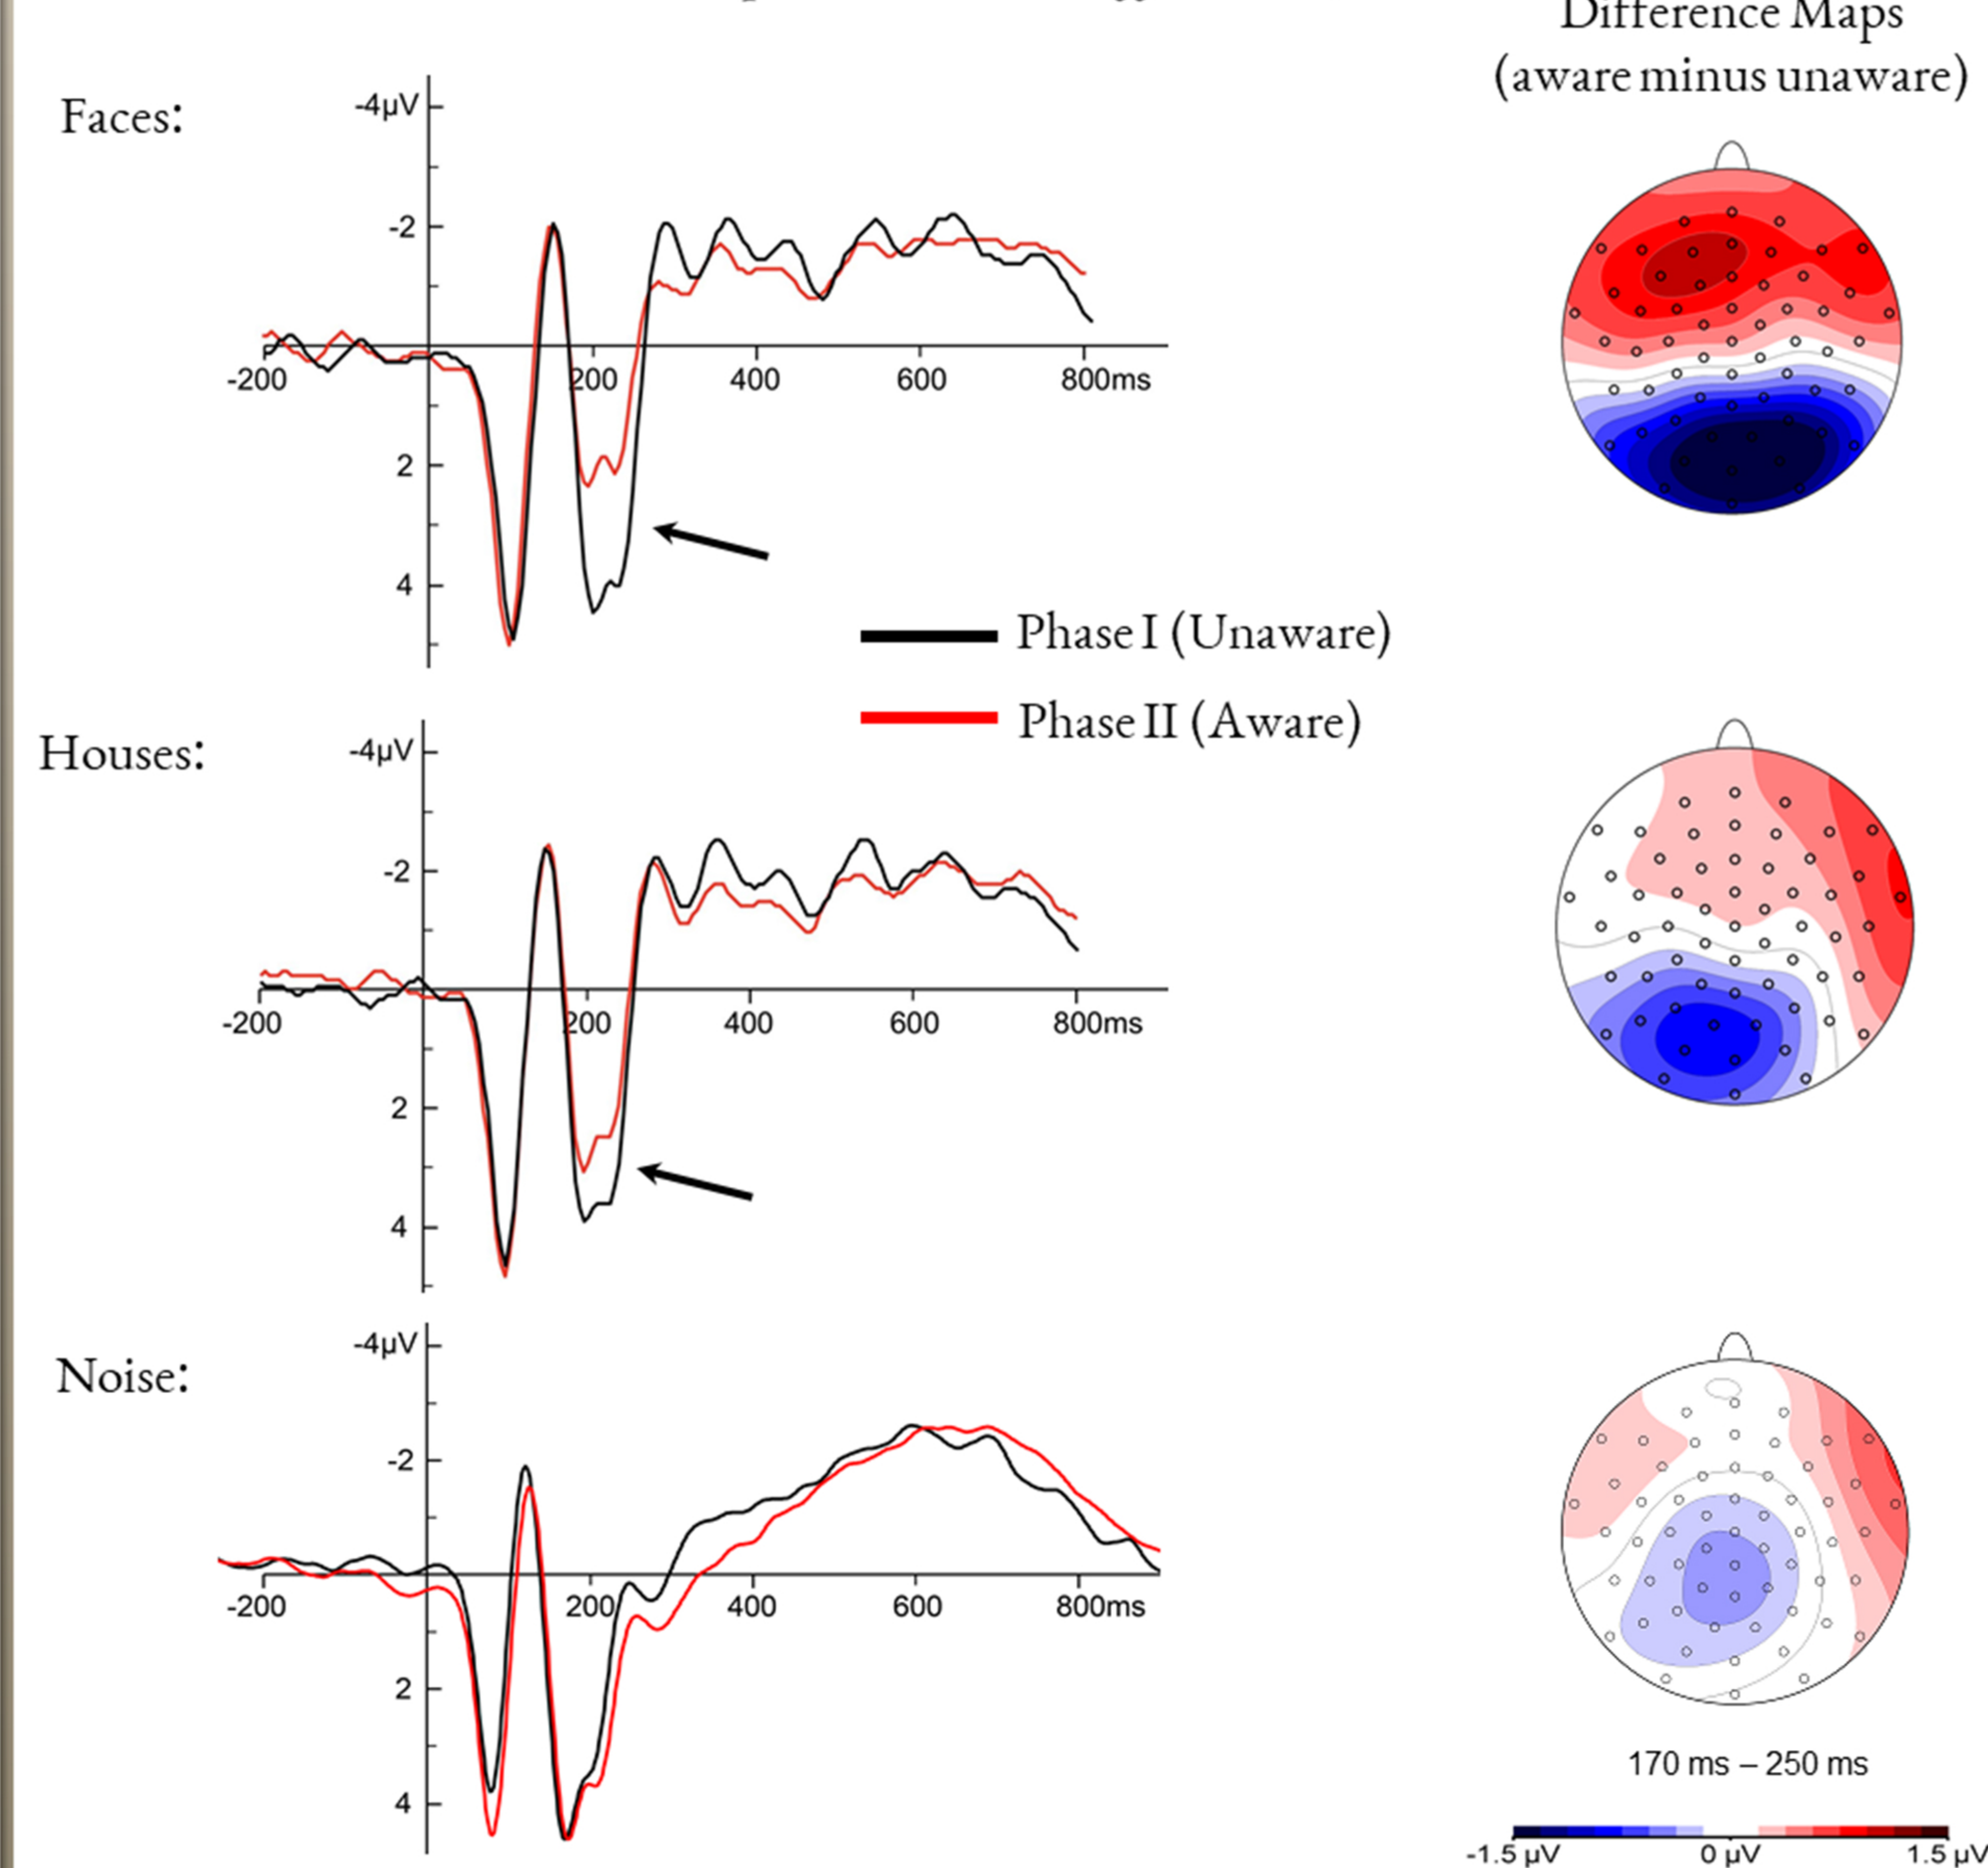 Difference Maps
(aware minus unaware)
Faces:
-4µV
-2
2
4
-200
200
400
600
800ms
Phase I (Unaware)
Phase II (Aware)
Houses:
-4µV
-2
2
4
-200
200
400
600
800ms
Noise:
-4µV
-2
2
4
-200
200
400
600
800ms
170 ms – 250 ms
-1.5 µV
0 µV
1.5 µV